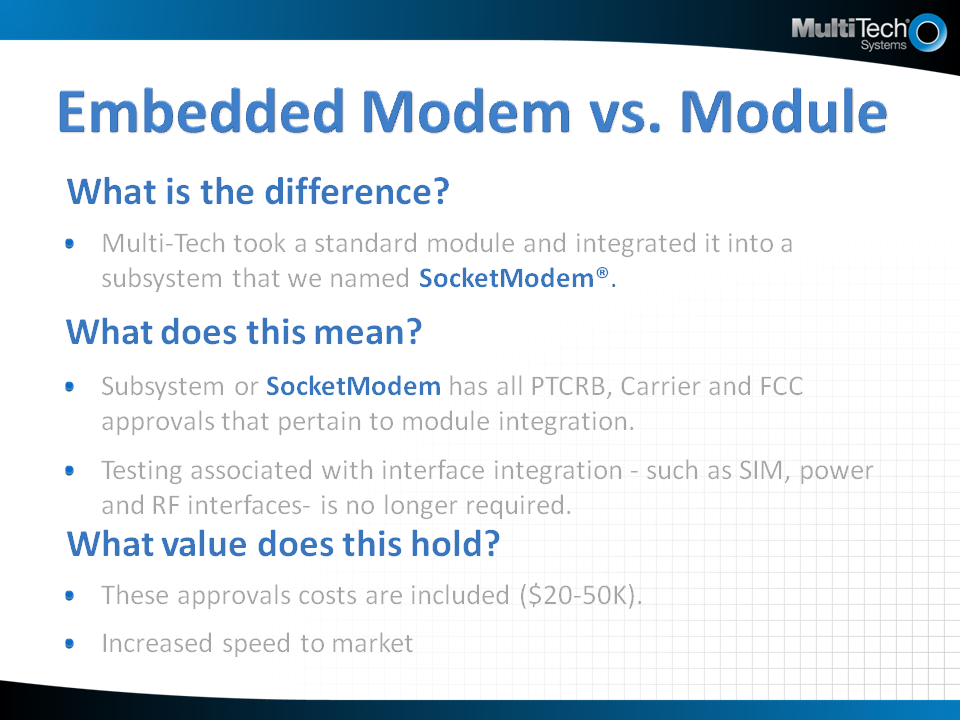 MultiTech®
Systems
Embedded Modem vs. Module
What is the difference?
• Multi-Tech took a standard module and integrated it into a
subsystem that we named SocketModem®.
What does this mean?
• Subsystem or SocketModem has all PTCRB, Carrier and FCC
approvals that pertain to module integration.
• Testing associated with interface integration - such as SIM, power
and RF interfaces- is no longer required.
What value does this hold?
• These approvals costs are included ($20-50K).
• Increased speed to market